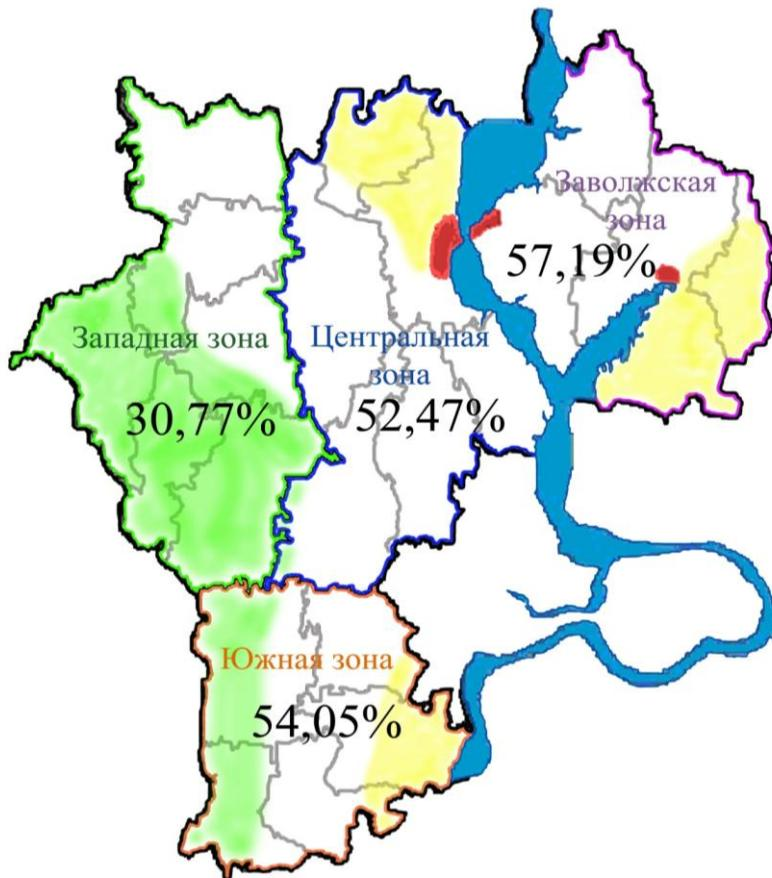 Заволжская
зона
57,19%
Западная зона
30,77%
Центральная
зона
52,47%
Южная зона
54,05%